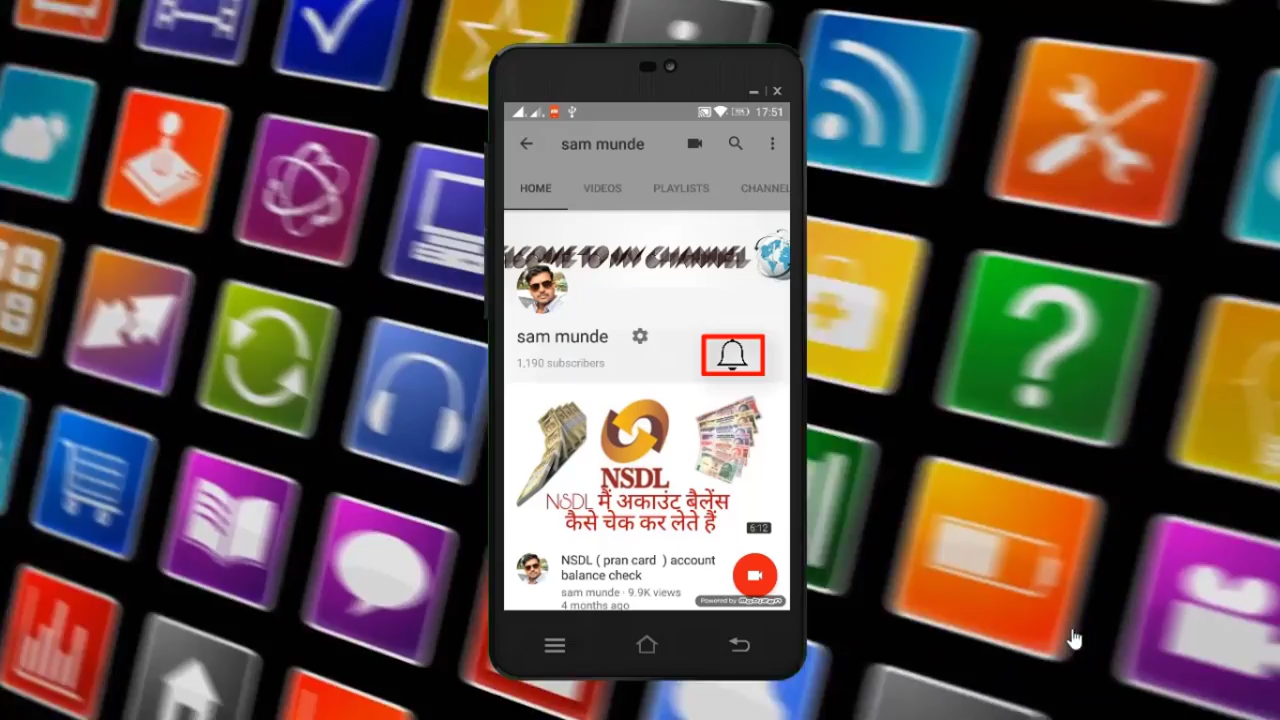 17:51
sam munde
HOME VIDEOS PLAYLISTS CHANNEL
ELCOME TO MY CHANNEL
sam munde
1,190 subscribers
NSDL
NSDL मैं अकाउंट बैलेंस
कैसे चेक कर लेते हैं
6:12
NSDL ( pran card ) account
balance check
sam munde · 9.9K views
4 months ago
Powered by Mobizen